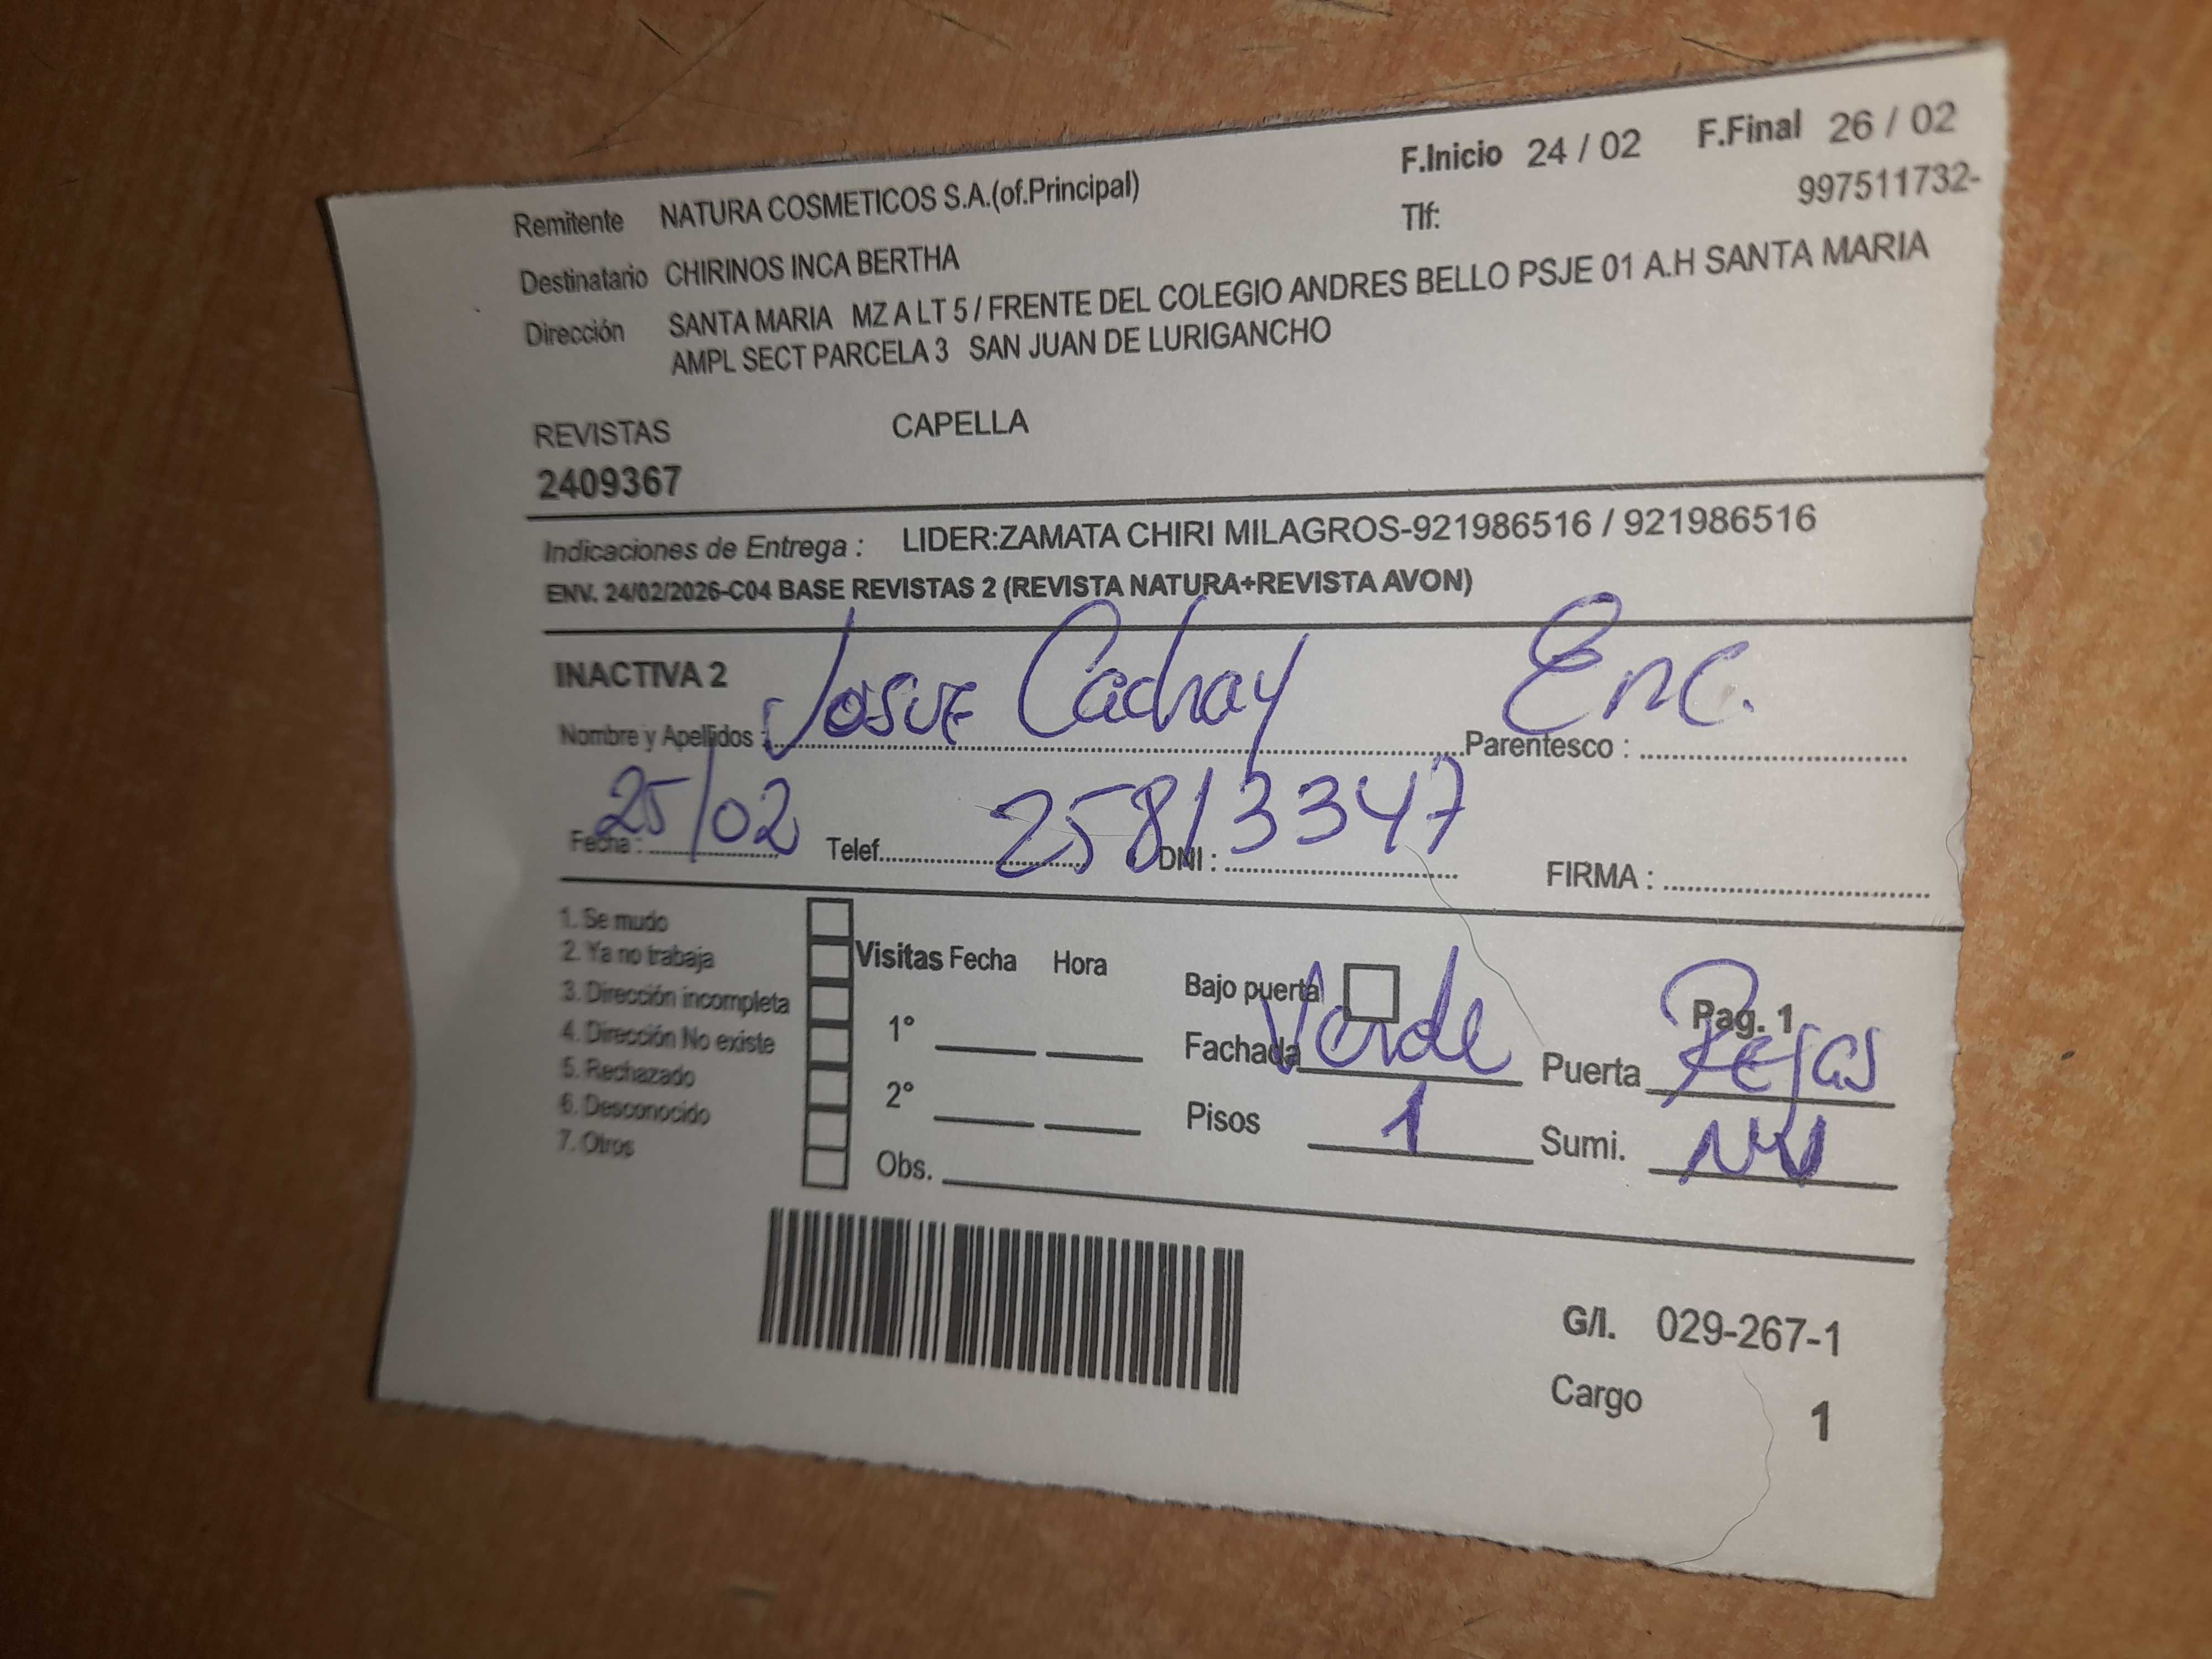 Remitente NATURA COSMETICOS S.A.(of.Principal) F.Inicio 24 / 02 F.Final 26 / 02
Tlf: 997511732-
Destinatario CHIRINOS INCA BERTHA
Dirección SANTA MARIA MZ A LT 5 / FRENTE DEL COLEGIO ANDRES BELLO PSJE 01 A.H SANTA MARIA
AMPL SECT PARCELA 3 SAN JUAN DE LURIGANCHO
REVISTAS CAPELLA
2409367
Indicaciones de Entrega : LIDER:ZAMATA CHIRI MILAGROS-921986516 / 921986516
ENV. 24/02/2026-C04 BASE REVISTAS 2 (REVISTA NATURA+REVISTA AVON)
INACTIVA 2
Nombre y Apellidos : Josue Cachay Parentesco : Enc.
Fecha : 25/02 Telef. DNI : 25813347 FIRMA :
1. Se mudo
2. Ya no trabaja
3. Dirección incompleta
4. Dirección No existe
5. Rechazado
6. Desconocido
7. Otros
Visitas Fecha Hora
1°
2°
Obs.
Bajo puerta Pag. 1
Fachada Verde Puerta Rejas
Pisos 1 Sumi.
G/I. 029-267-1
Cargo 1